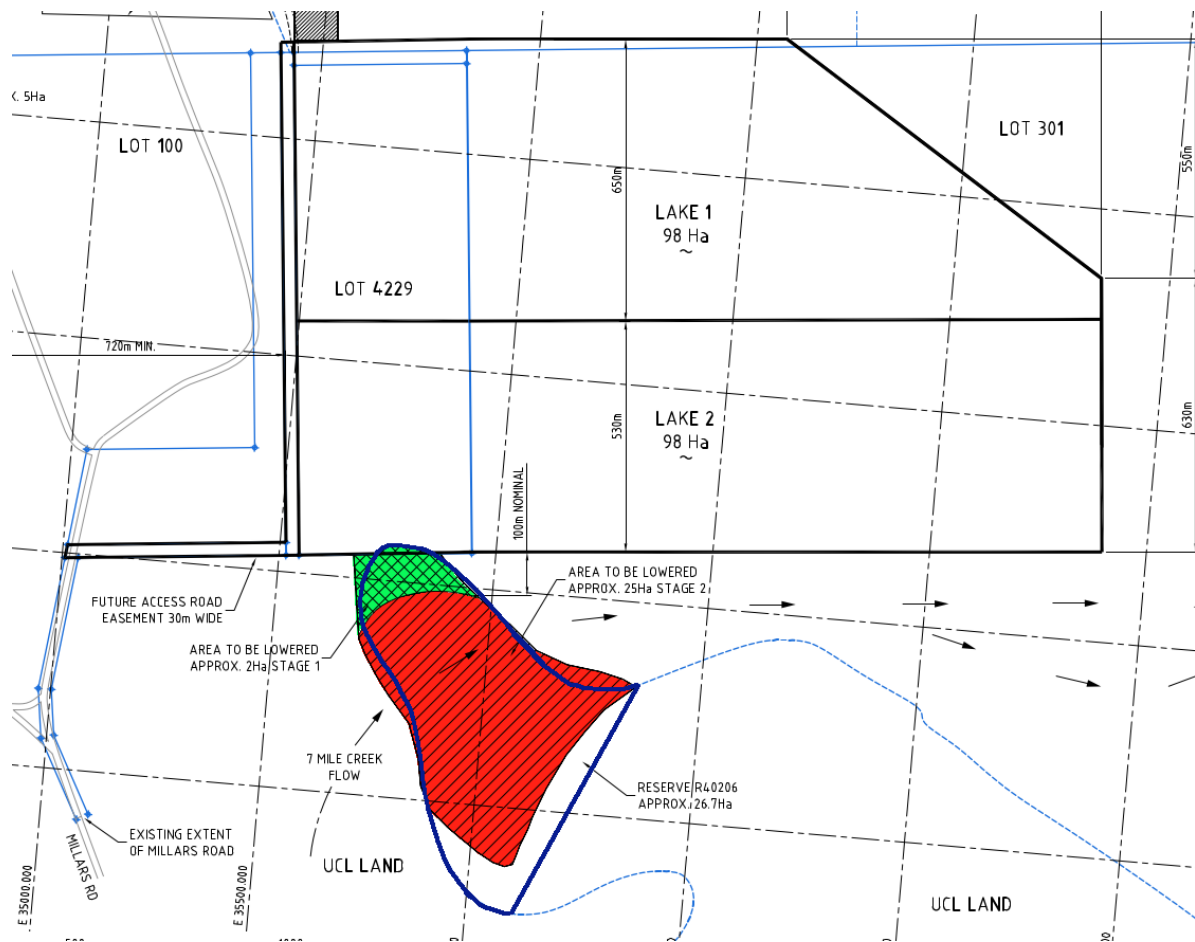 X. 5Ha
LOT 100
LOT 301
550m
650m
LAKE 1
98 Ha
~
LOT 4229
720m MIN.
LAKE 2
98 Ha
~
530m
630m
100m NOMINAL
AREA TO BE LOWERED
APPROX. 25Ha STAGE 2
FUTURE ACCESS ROAD
EASEMENT 30m WIDE
AREA TO BE LOWERED
APPROX. 2Ha STAGE 1
7 MILE CREEK
FLOW
RESERVE R40206
APPROX. 26.7Ha
EXISTING EXTENT
OF MILLARS ROAD
MILLARS RD
UCL LAND
UCL LAND
E 35000.000
E 35500.000